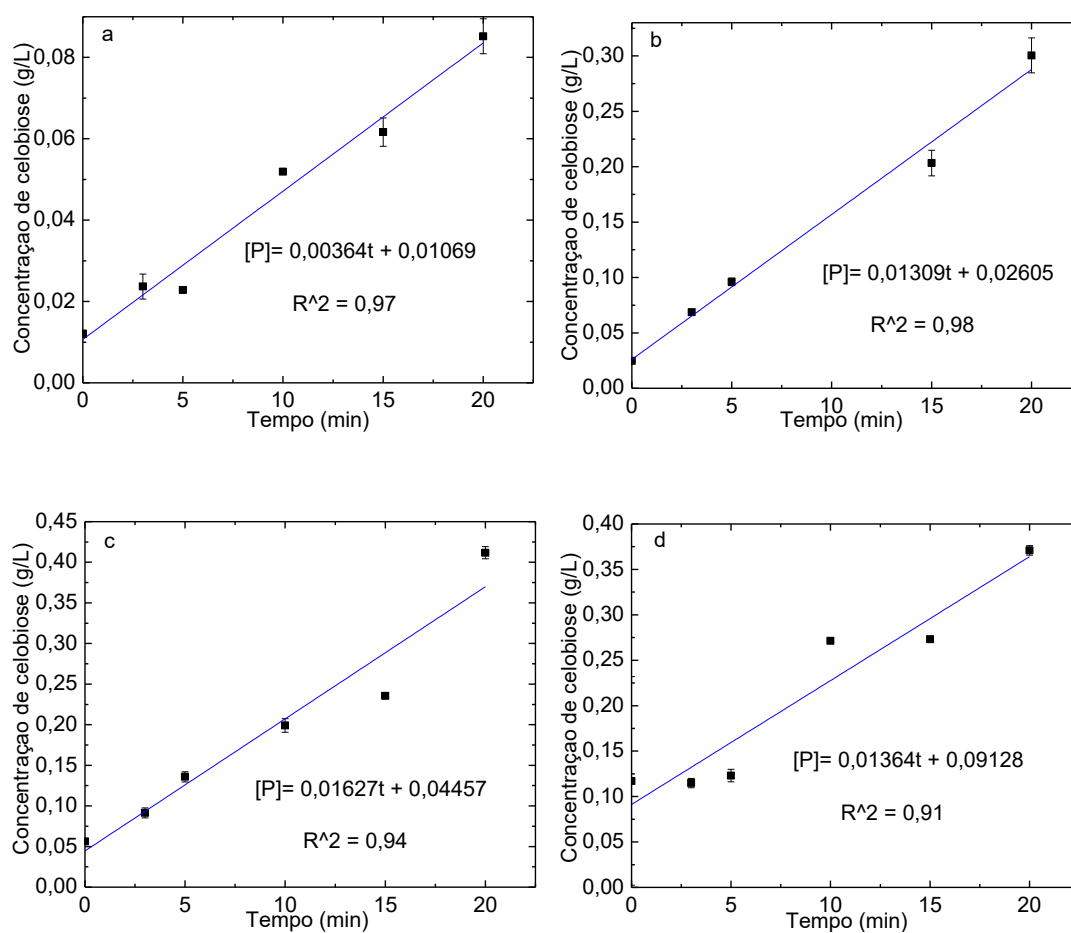 a
Concentraçao de celobiose (g/L)
0,08
0,06
0,04
0,02
0,00
[P]= 0,00364t + 0,01069
R^2 = 0,97
0 5 10 15 20
Tempo (min)
b
Concentraçao de celobiose (g/L)
0,30
0,25
0,20
0,15
0,10
0,05
0,00
[P]= 0,01309t + 0,02605
R^2 = 0,98
0 5 10 15 20
Tempo (min)
c
Concentraçao de celobiose (g/L)
0,45
0,40
0,35
0,30
0,25
0,20
0,15
0,10
0,05
0,00
[P]= 0,01627t + 0,04457
R^2 = 0,94
0 5 10 15 20
Tempo (min)
d
Concentraçao de celobiose (g/L)
0,40
0,35
0,30
0,25
0,20
0,15
0,10
0,05
0,00
[P]= 0,01364t + 0,09128
R^2 = 0,91
0 5 10 15 20
Tempo (min)